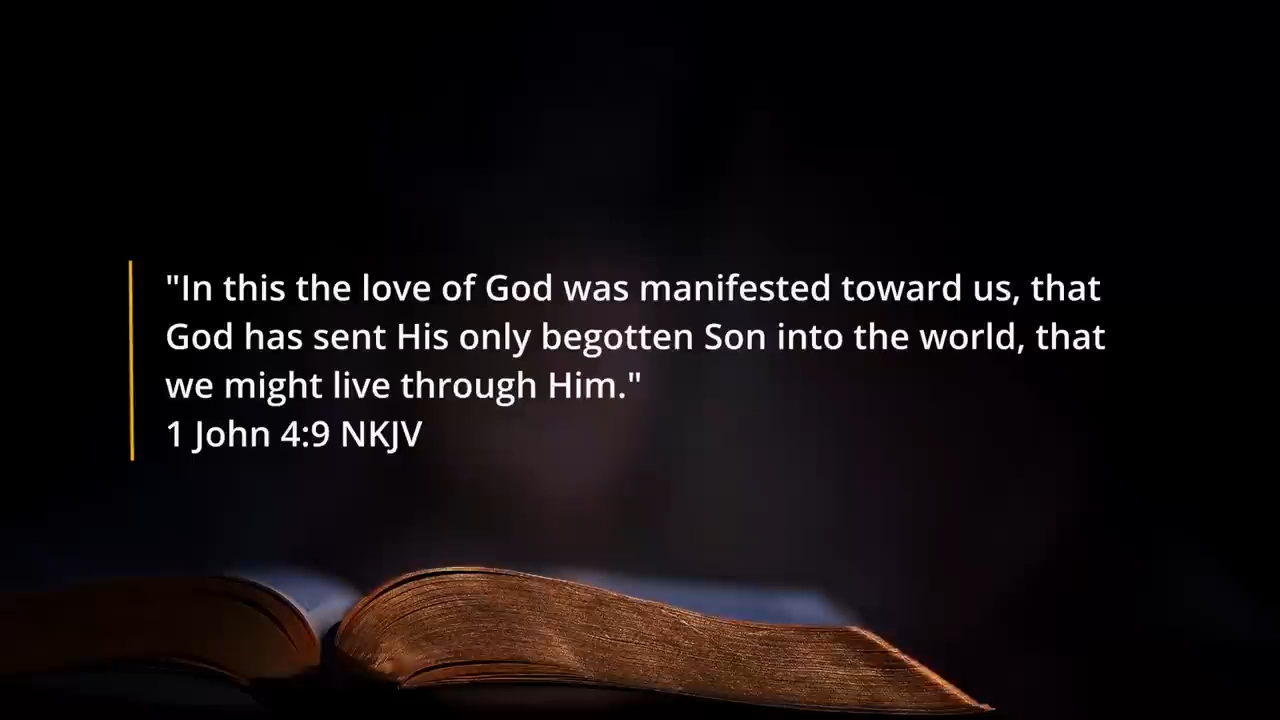 "In this the love of God was manifested toward us, that
God has sent His only begotten Son into the world, that
we might live through Him."
1 John 4:9 NKJV